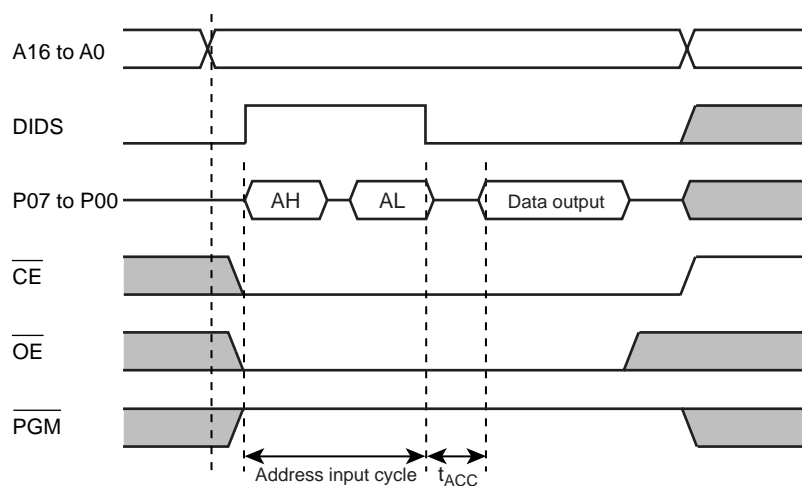 A16 to A0
DIDS
P07 to P00
AH
AL
Data output
CE
OE
PGM
Address input cycle
tACC